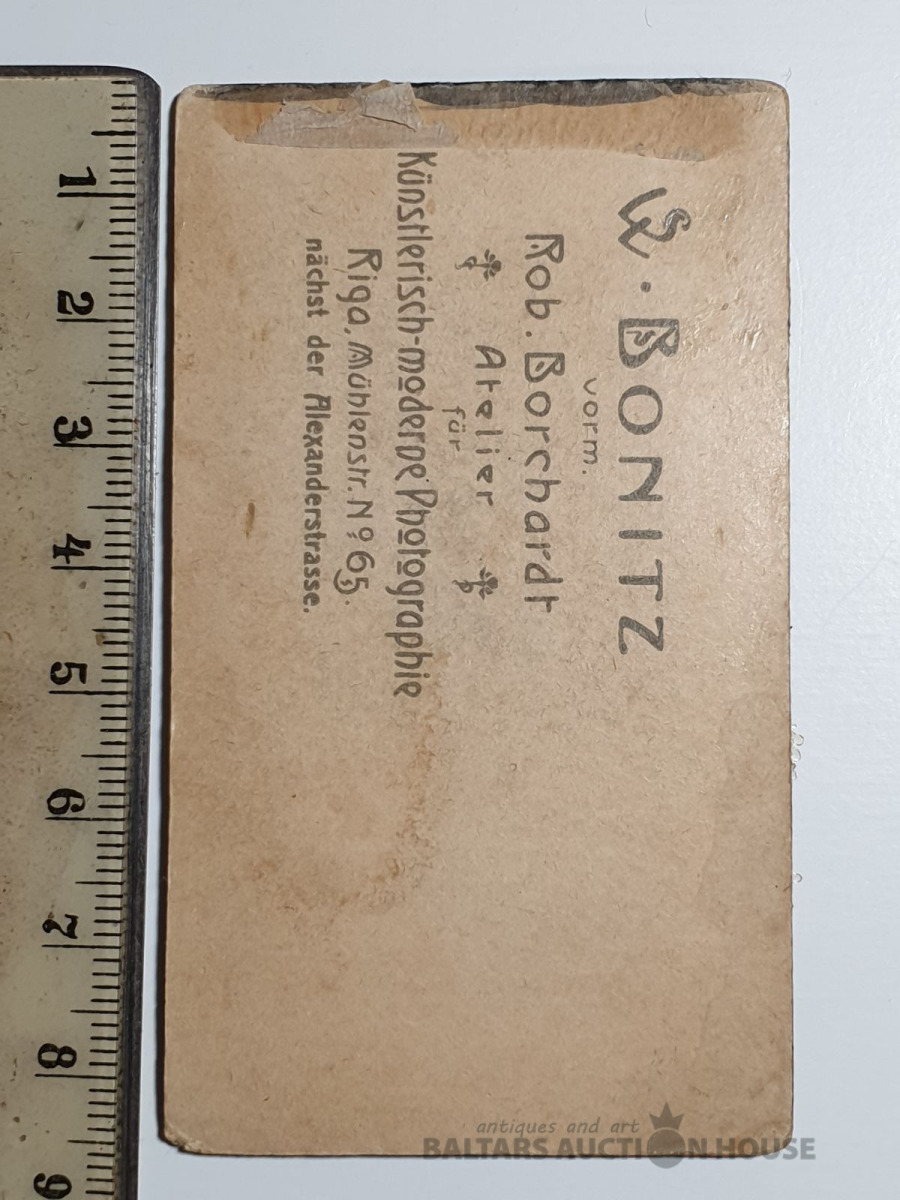 W. BONITZ
vorm.
Rob. Borchardt
Atelier
für
Künstlerisch-moderne Photographie
Riga, Mühlenstr. Nº 65.
nächst der Alexanderstrasse.
1
2
3
4
5
6
7
8
9
antiques and art
BALTARS AUCTION HOUSE